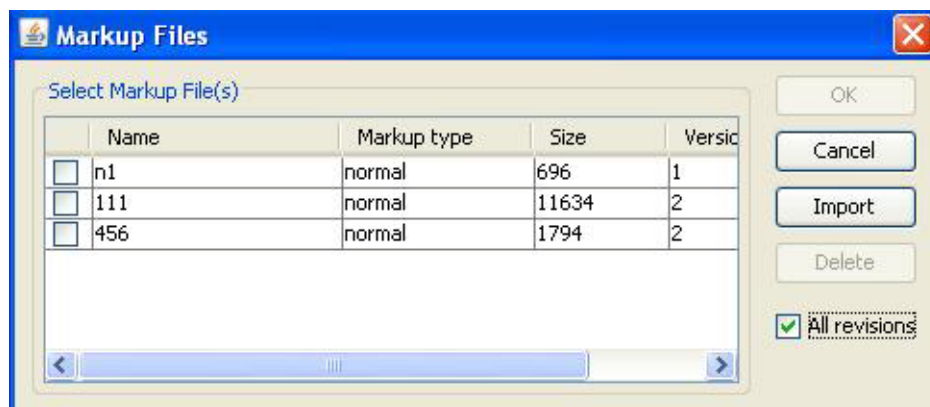 Markup Files
Select Markup File(s)
Name Markup type Size Versic
n1 normal 696 1
111 normal 11634 2
456 normal 1794 2
OK
Cancel
Import
Delete
All revisions